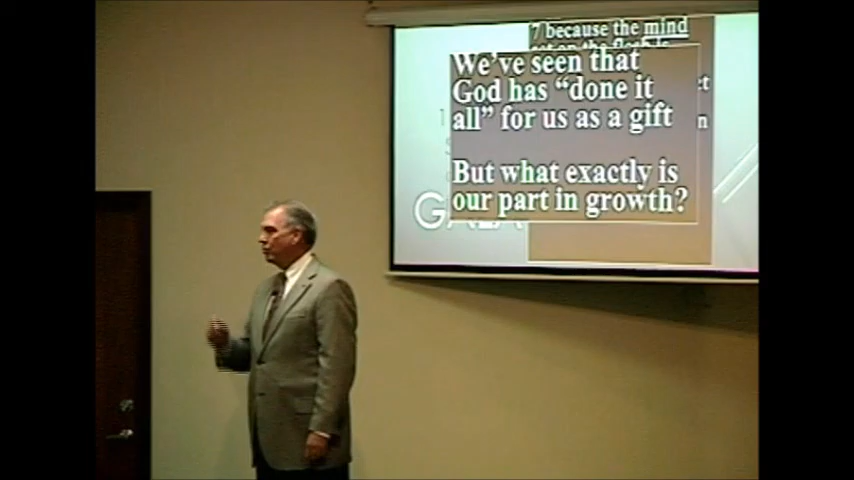 7 because the mind
We've seen that
God has "done it
all" for us as a gift
But what exactly is
our part in growth?